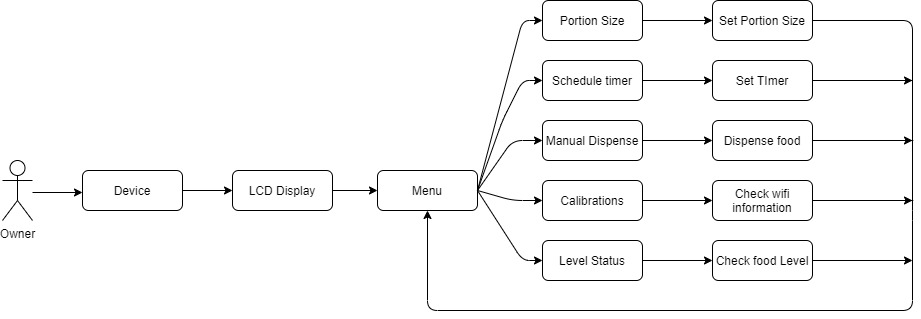 Portion Size
Set Portion Size
Schedule timer
Set TImer
Manual Dispense
Dispense food
Device
LCD Display
Menu
Calibrations
Check wifi
information
Owner
Level Status
Check food Level